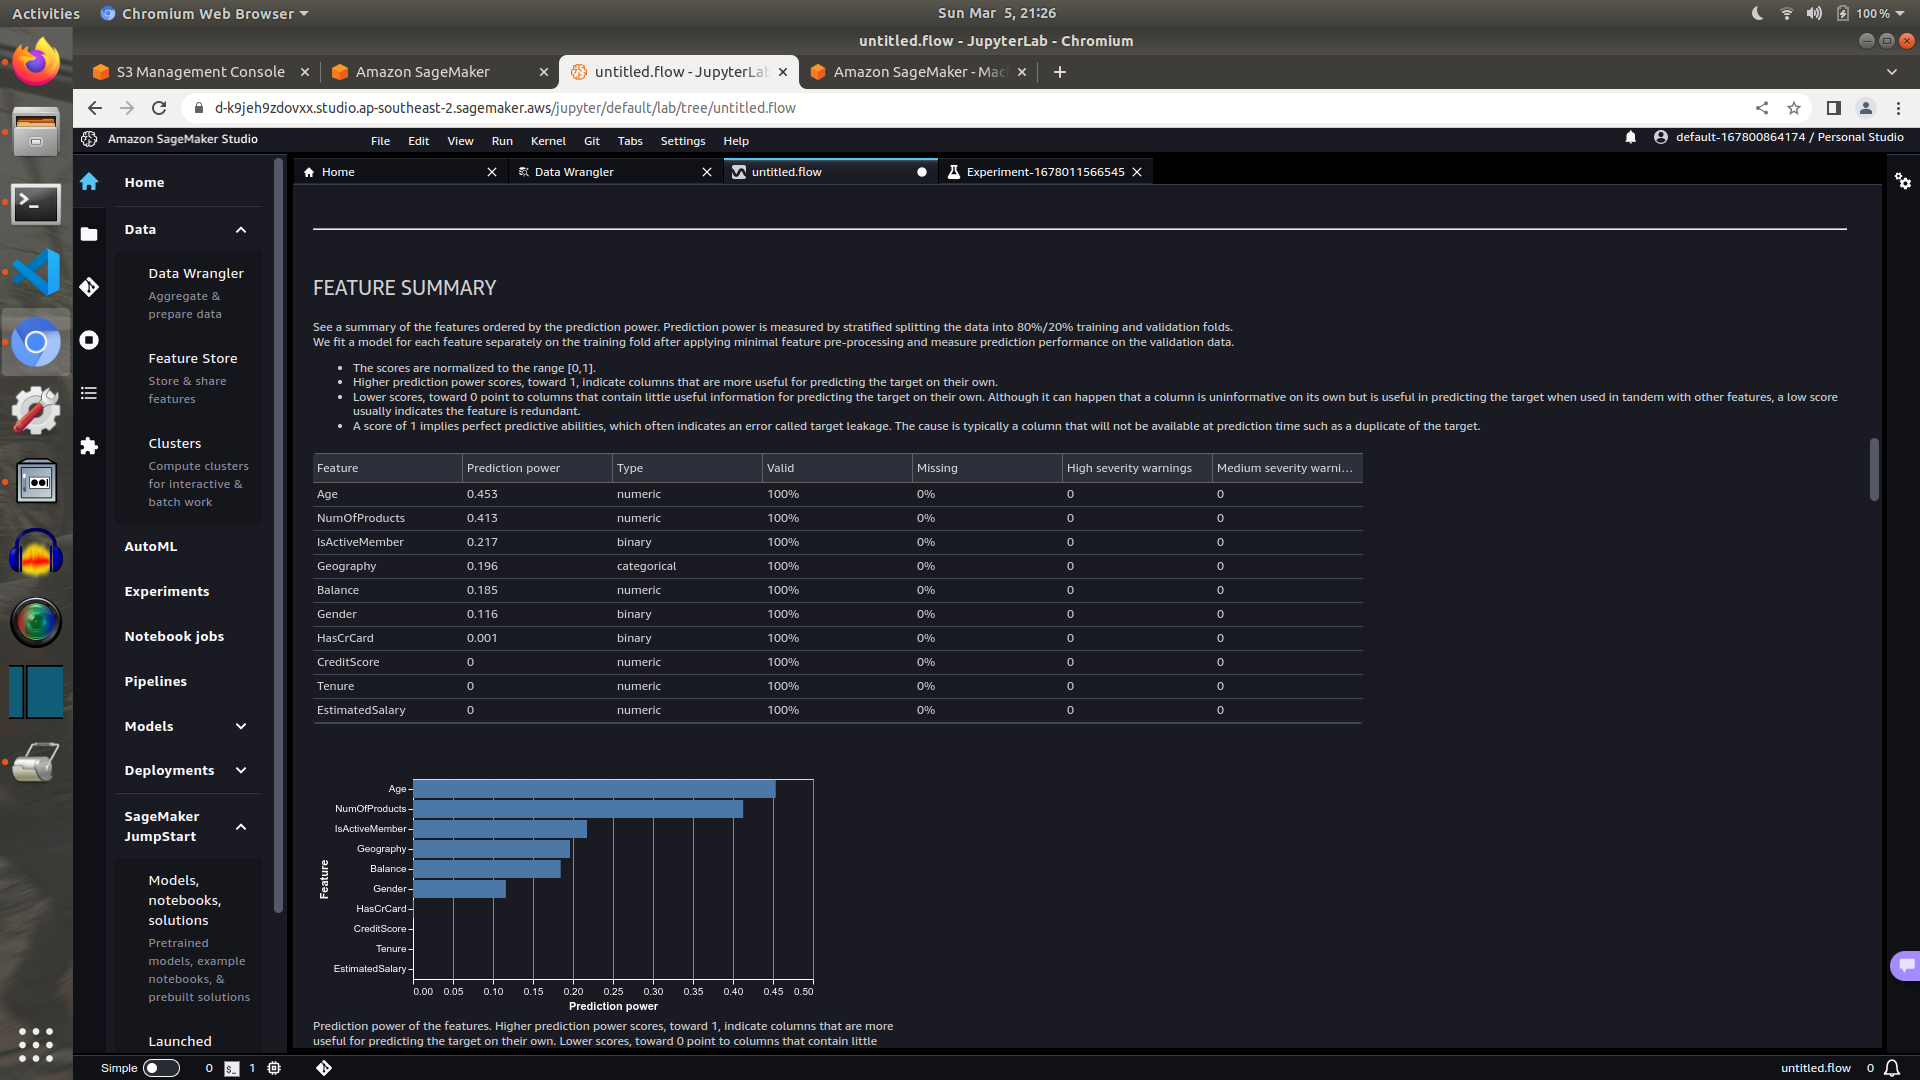 Activities
Chromium Web Browser
Sun Mar 5, 21:26
100 %
untitled.flow - JupyterLab - Chromium
S3 Management Console
Amazon SageMaker
untitled.flow - JupyterLab
Amazon SageMaker - Mac
d-k9jeh9zdovxx.studio.ap-southeast-2.sagemaker.aws/jupyter/default/lab/tree/untitled.flow
Amazon SageMaker Studio
File Edit View Run Kernel Git Tabs Settings Help
default-167800864174 / Personal Studio
Home
Data Wrangler
untitled.flow
Experiment-1678011566545
Home
Data
Data Wrangler
Aggregate &
prepare data
Feature Store
Store & share
features
Clusters
Compute clusters
for interactive &
batch work
AutoML
Experiments
Notebook jobs
Pipelines
Models
Deployments
SageMaker
JumpStart
Models,
notebooks,
solutions
Pretrained
models, example
notebooks, &
prebuilt solutions
Launched
FEATURE SUMMARY
See a summary of the features ordered by the prediction power. Prediction power is measured by stratified splitting the data into 80%/20% training and validation folds.
We fit a model for each feature separately on the training fold after applying minimal feature pre-processing and measure prediction performance on the validation data.
• The scores are normalized to the range [0,1].
• Higher prediction power scores, toward 1, indicate columns that are more useful for predicting the target on their own.
• Lower scores, toward 0 point to columns that contain little useful information for predicting the target on their own. Although it can happen that a column is uninformative on its own but is useful in predicting the target when used in tandem with other features, a low score
usually indicates the feature is redundant.
• A score of 1 implies perfect predictive abilities, which often indicates an error called target leakage. The cause is typically a column that will not be available at prediction time such as a duplicate of the target.
Feature Prediction power Type Valid Missing High severity warnings Medium severity warni...
Age 0.453 numeric 100% 0% 0 0
NumOfProducts 0.413 numeric 100% 0% 0 0
IsActiveMember 0.217 binary 100% 0% 0 0
Geography 0.196 categorical 100% 0% 0 0
Balance 0.185 numeric 100% 0% 0 0
Gender 0.116 binary 100% 0% 0 0
HasCrCard 0.001 binary 100% 0% 0 0
CreditScore 0 numeric 100% 0% 0 0
Tenure 0 numeric 100% 0% 0 0
EstimatedSalary 0 numeric 100% 0% 0 0
Feature
Age
NumOfProducts
IsActiveMember
Geography
Balance
Gender
HasCrCard
CreditScore
Tenure
EstimatedSalary
0.00 0.05 0.10 0.15 0.20 0.25 0.30 0.35 0.40 0.45 0.50
Prediction power
Prediction power of the features. Higher prediction power scores, toward 1, indicate columns that are more
useful for predicting the target on their own. Lower scores, toward 0 point to columns that contain little
Simple 0 $_ 1
untitled.flow 0